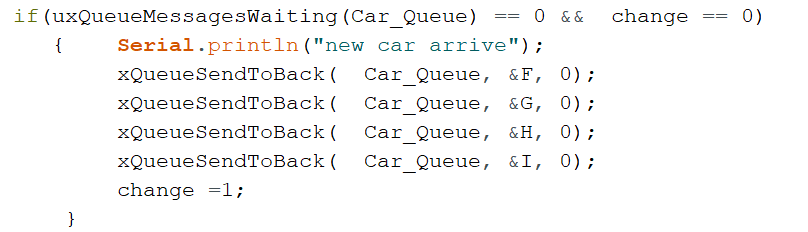 if(uxQueueMessagesWaiting(Car_Queue) == 0 &&  change == 0)
   {    Serial.println("new car arrive");
        xQueueSendToBack(  Car_Queue, &F, 0);
        xQueueSendToBack(  Car_Queue, &G, 0);
        xQueueSendToBack(  Car_Queue, &H, 0);
        xQueueSendToBack(  Car_Queue, &I, 0);
        change =1;
    }